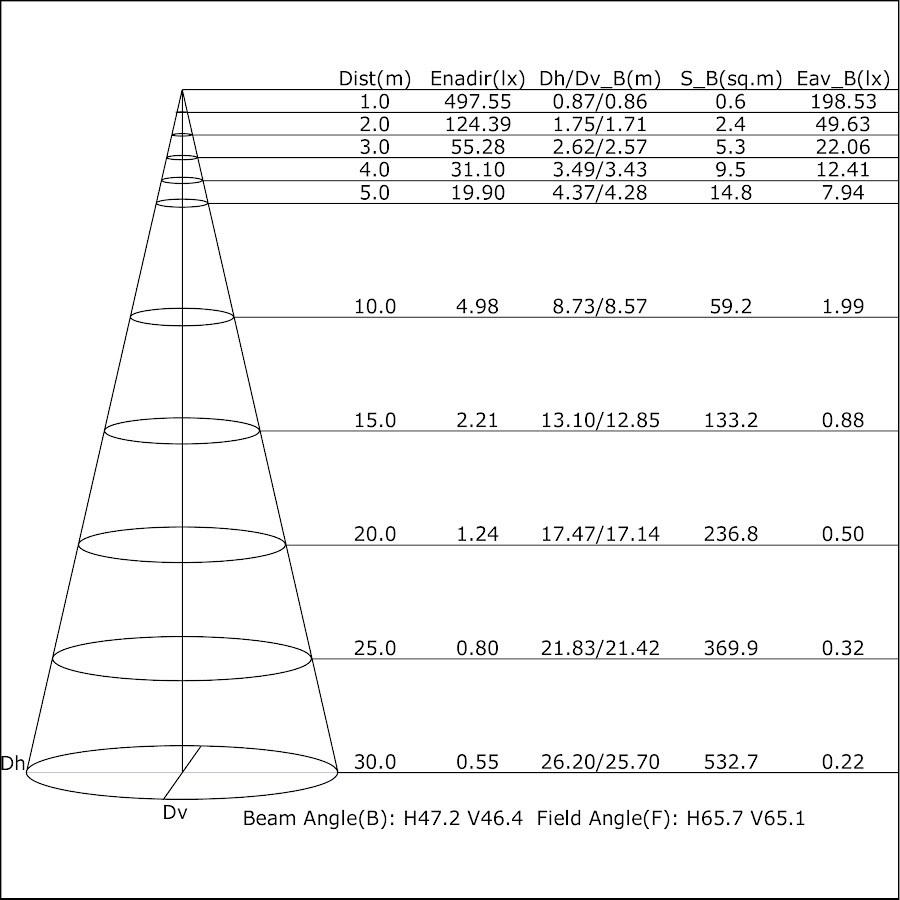 Dist(m) Enadir(lx) Dh/Dv_B(m) S_B(sq.m) Eav_B(lx)
1.0 497.55 0.87/0.86 0.6 198.53
2.0 124.39 1.75/1.71 2.4 49.63
3.0 55.28 2.62/2.57 5.3 22.06
4.0 31.10 3.49/3.43 9.5 12.41
5.0 19.90 4.37/4.28 14.8 7.94
10.0 4.98 8.73/8.57 59.2 1.99
15.0 2.21 13.10/12.85 133.2 0.88
20.0 1.24 17.47/17.14 236.8 0.50
25.0 0.80 21.83/21.42 369.9 0.32
Dh 30.0 0.55 26.20/25.70 532.7 0.22
Dv
Beam Angle(B): H47.2 V46.4 Field Angle(F): H65.7 V65.1